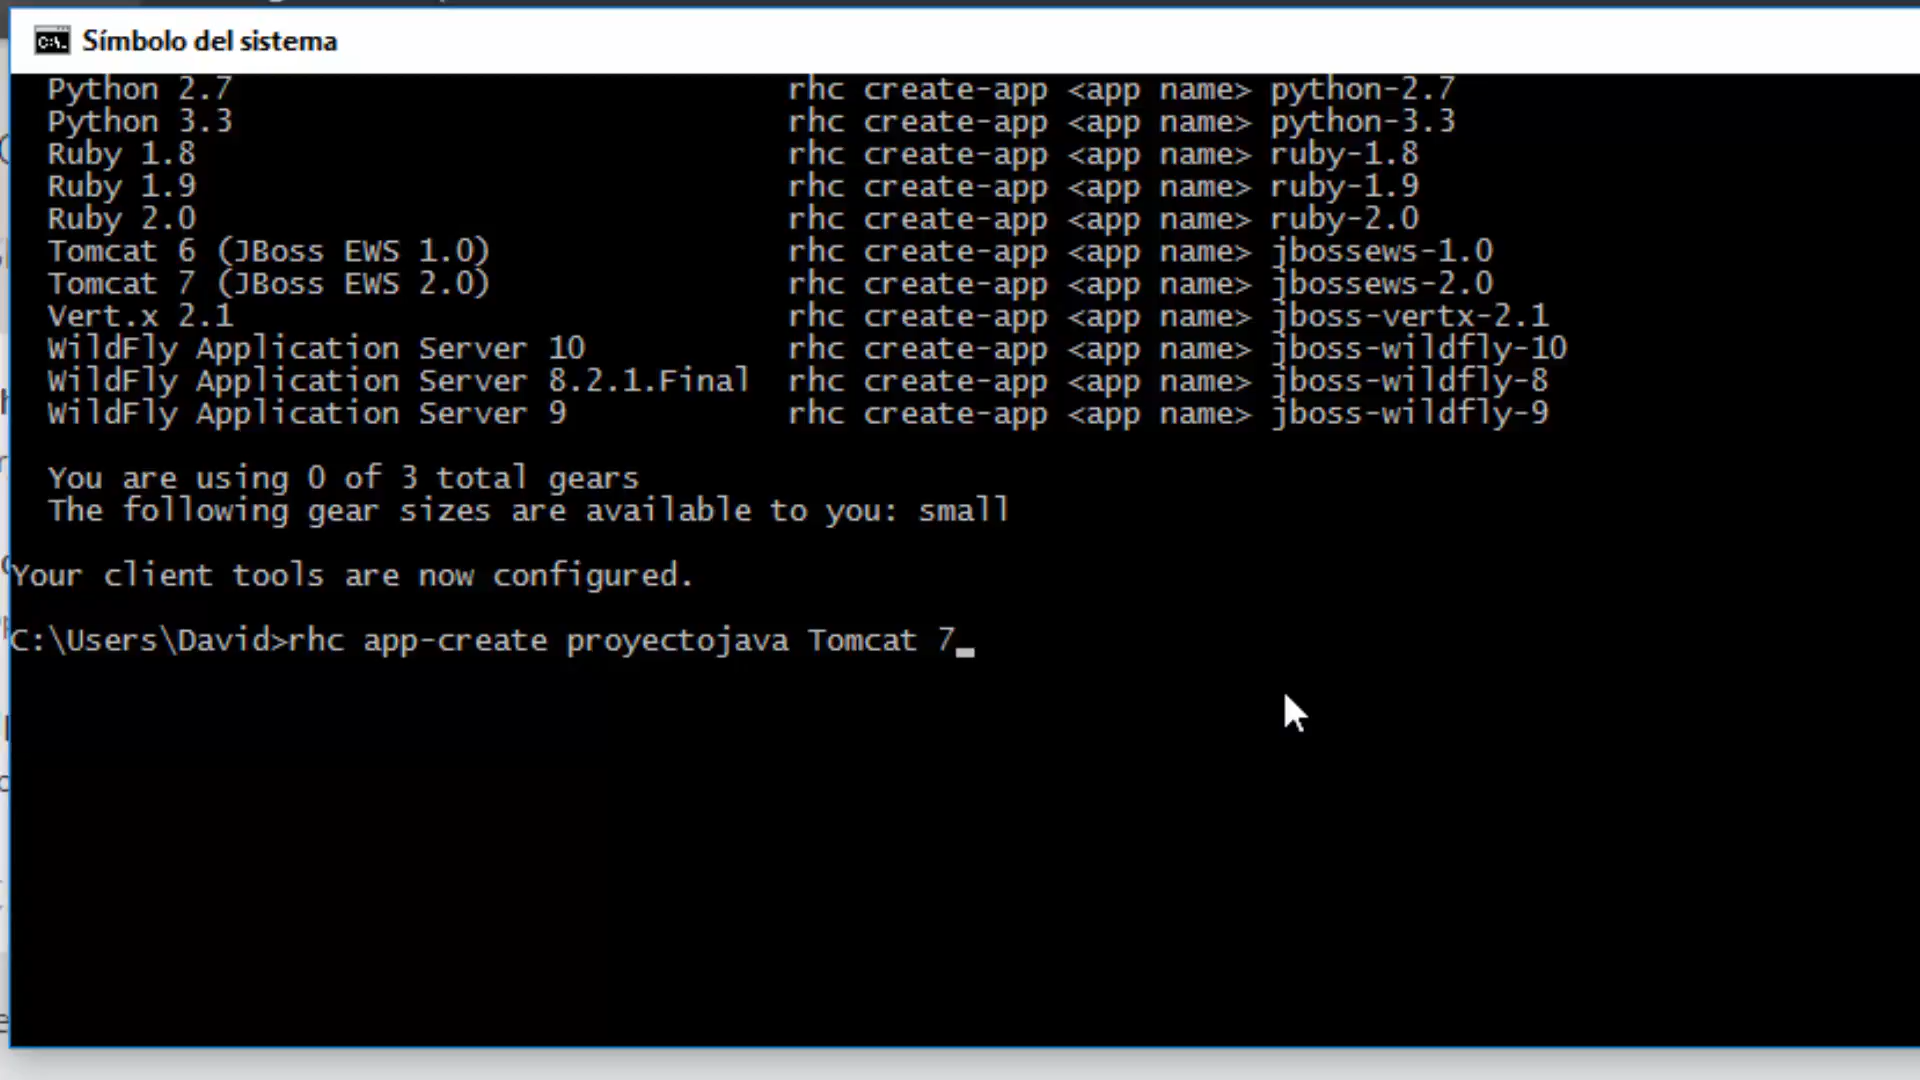 Símbolo del sistema
Python 2.7 rhc create-app <app name> python-2.7
Python 3.3 rhc create-app <app name> python-3.3
Ruby 1.8 rhc create-app <app name> ruby-1.8
Ruby 1.9 rhc create-app <app name> ruby-1.9
Ruby 2.0 rhc create-app <app name> ruby-2.0
Tomcat 6 (JBoss EWS 1.0) rhc create-app <app name> jbossews-1.0
Tomcat 7 (JBoss EWS 2.0) rhc create-app <app name> jbossews-2.0
Vert.x 2.1 rhc create-app <app name> jboss-vertx-2.1
WildFly Application Server 10 rhc create-app <app name> jboss-wildfly-10
WildFly Application Server 8.2.1.Final rhc create-app <app name> jboss-wildfly-8
WildFly Application Server 9 rhc create-app <app name> jboss-wildfly-9
You are using 0 of 3 total gears
The following gear sizes are available to you: small
Your client tools are now configured.
C:\Users\David>rhc app-create proyectojava Tomcat 7_